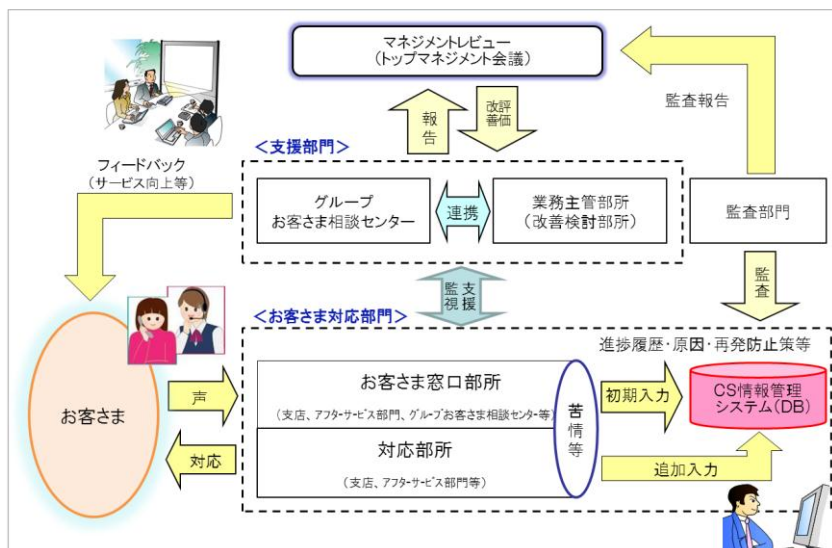 マネジメントレビュー
（トップマネジメント会議）
監査報告
報告
改善
評価
＜支援部門＞
フィードバック
（サービス向上等）
グループ
お客さま相談センター
連携
業務主管部所
（改善検討部所）
監査部門
監視
支援
監査
＜お客さま対応部門＞
進捗履歴・原因・再発防止策等
お客さま
声
対応
お客さま窓口部所
（支店、アフターサービス部門、グループお客さま相談センター等）
対応部所
（支店、アフターサービス部門等）
苦情等
初期入力
追加入力
CS情報管理
システム（DB）